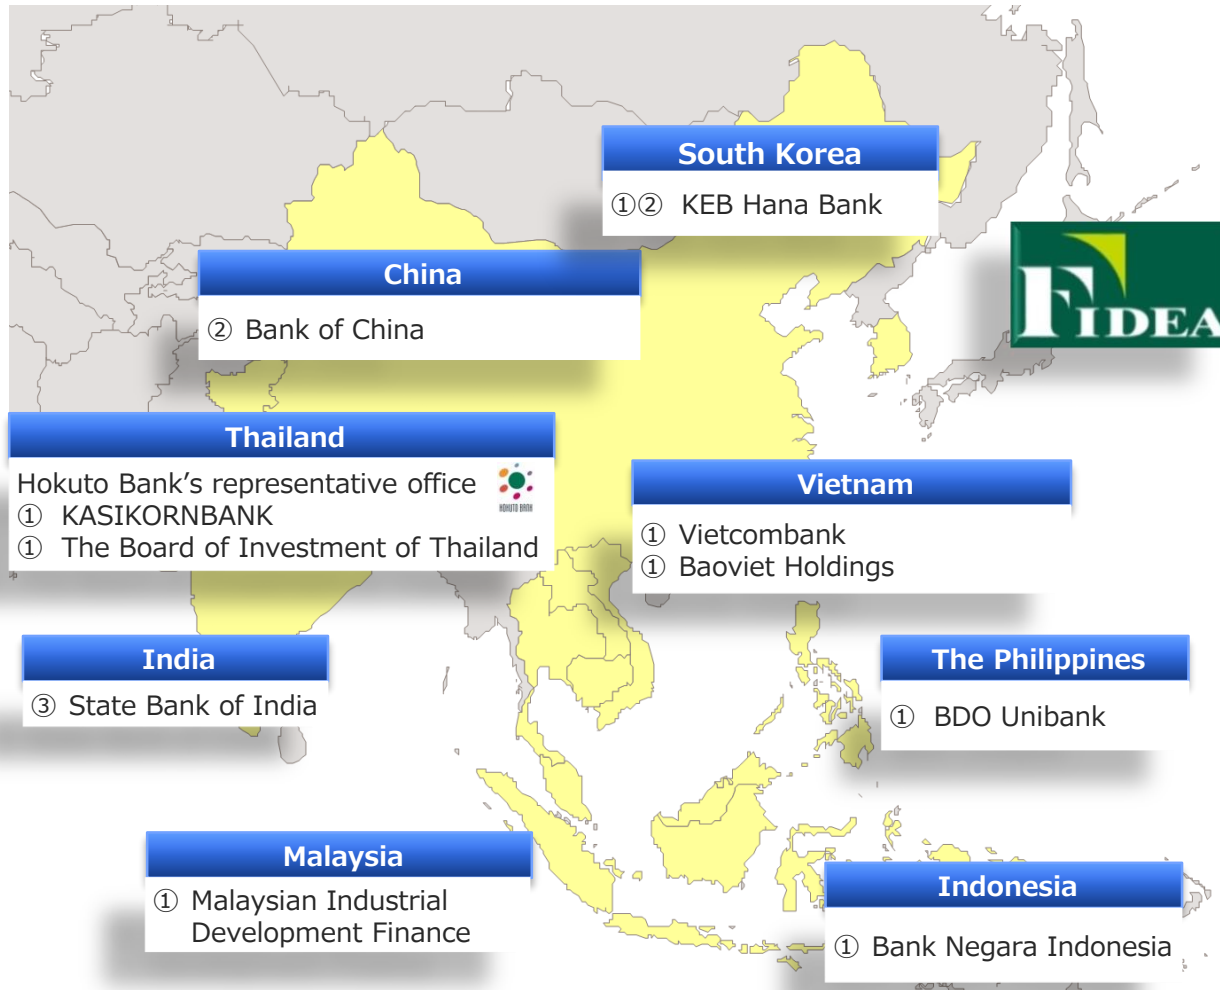 South Korea
①② KEB Hana Bank
FIDEA
China
② Bank of China
Thailand
Hokuto Bank’s representative office
HOKUTO BANK
① KASIKORNBANK
① The Board of Investment of Thailand
Vietnam
① Vietcombank
① Baoviet Holdings
India
③ State Bank of India
The Philippines
① BDO Unibank
Malaysia
① Malaysian Industrial
Development Finance
Indonesia
① Bank Negara Indonesia